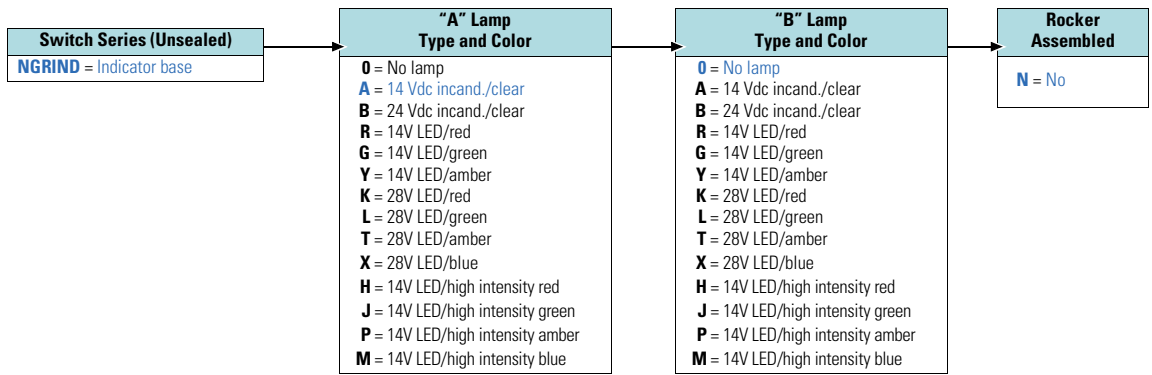 Switch Series (Unsealed)
NGRIND = Indicator base
“A” Lamp
Type and Color
0 = No lamp
A = 14 Vdc incand./clear
B = 24 Vdc incand./clear
R = 14V LED/red
G = 14V LED/green
Y = 14V LED/amber
K = 28V LED/red
L = 28V LED/green
T = 28V LED/amber
X = 28V LED/blue
H = 14V LED/high intensity red
J = 14V LED/high intensity green
P = 14V LED/high intensity amber
M = 14V LED/high intensity blue
“B” Lamp
Type and Color
0 = No lamp
A = 14 Vdc incand./clear
B = 24 Vdc incand./clear
R = 14V LED/red
G = 14V LED/green
Y = 14V LED/amber
K = 28V LED/red
L = 28V LED/green
T = 28V LED/amber
X = 28V LED/blue
H = 14V LED/high intensity red
J = 14V LED/high intensity green
P = 14V LED/high intensity amber
M = 14V LED/high intensity blue
Rocker
Assembled
N = No